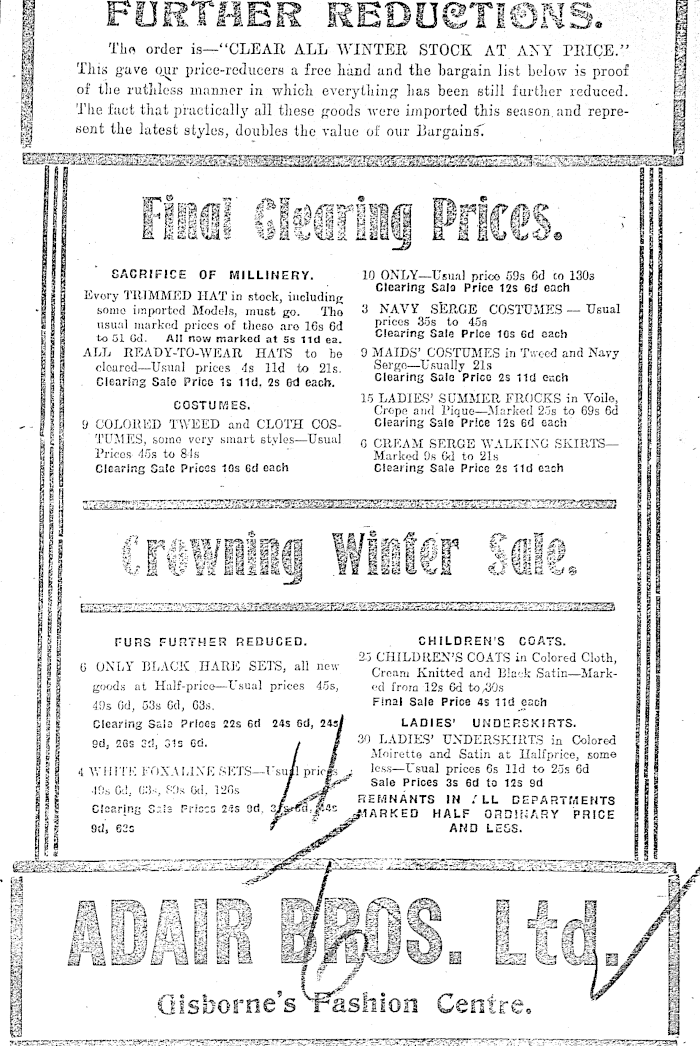 FURTHER REDUCTIONS.
The order is—"CLEAR ALL WINTER STOCK AT ANY PRICE."
This gave our price-reducers a free hand and the bargain list below is proof
of the ruthless manner in which everything has been still further reduced.
The fact that practically all these goods were imported this season and repre-
sent the latest styles, doubles the value of our Bargains.
Final Clearing Prices.
SACRIFICE OF MILLINERY.
Every TRIMMED HAT in stock, including
some imported Models, must go. The
usual marked prices of these are 16s 6d
to 51 6d. All now marked at 5s 11d ea.
ALL READY-TO-WEAR HATS to be
cleared—Usual prices 4s 11d to 21s.
Clearing Sale Price 1s 11d, 2s 6d each.
COSTUMES.
9 COLORED TWEED and CLOTH COS-
TUMES, some very smart styles—Usual
Prices 45s to 84s
Clearing Sale Prices 10s 6d each
10 ONLY—Usual price 59s 6d to 130s
Clearing Sale Price 12s 6d each
3 NAVY SERGE COSTUMES — Usual
prices 35s to 45s
Clearing Sale Price 10s 6d each
9 MAIDS' COSTUMES in Tweed and Navy
Serge—Usually 21s
Clearing Sale Price 2s 11d each
15 LADIES' SUMMER FROCKS in Voile,
Crepe and Pique—Marked 25s to 69s 6d
Clearing Sale Price 12s 6d each
6 CREAM SERGE WALKING SKIRTS—
Marked 9s 6d to 21s
Clearing Sale Price 2s 11d each
Crowning Winter Sale.
FURS FURTHER REDUCED.
6 ONLY BLACK HARE SETS, all new
goods at Half-price—Usual prices 45s,
49s 6d, 53s 6d, 63s.
Clearing Sale Prices 22s 6d 24s 6d, 24s
9d, 26s 3d, 31s 6d.
4 WHITE FOXALINE SETS—Usual prices
49s 6d, 63s, 89s 6d, 126s
Clearing Sale Prices 24s 9d, 6d, 44s
9d, 63s
CHILDREN'S COATS.
25 CHILDREN'S COATS in Colored Cloth,
Cream Knitted and Black Satin—Mark-
ed from 12s 6d to 30s
Final Sale Price 4s 11d each
LADIES' UNDERSKIRTS.
30 LADIES' UNDERSKIRTS in Colored
Moirette and Satin at Halfprice, some
less—Usual prices 6s 11d to 25s 6d
Sale Prices 3s 6d to 12s 9d
REMNANTS IN ALL DEPARTMENTS
MARKED HALF ORDINARY PRICE
AND LESS.
ADAIR BROS. Ltd.
Gisborne's Fashion Centre.